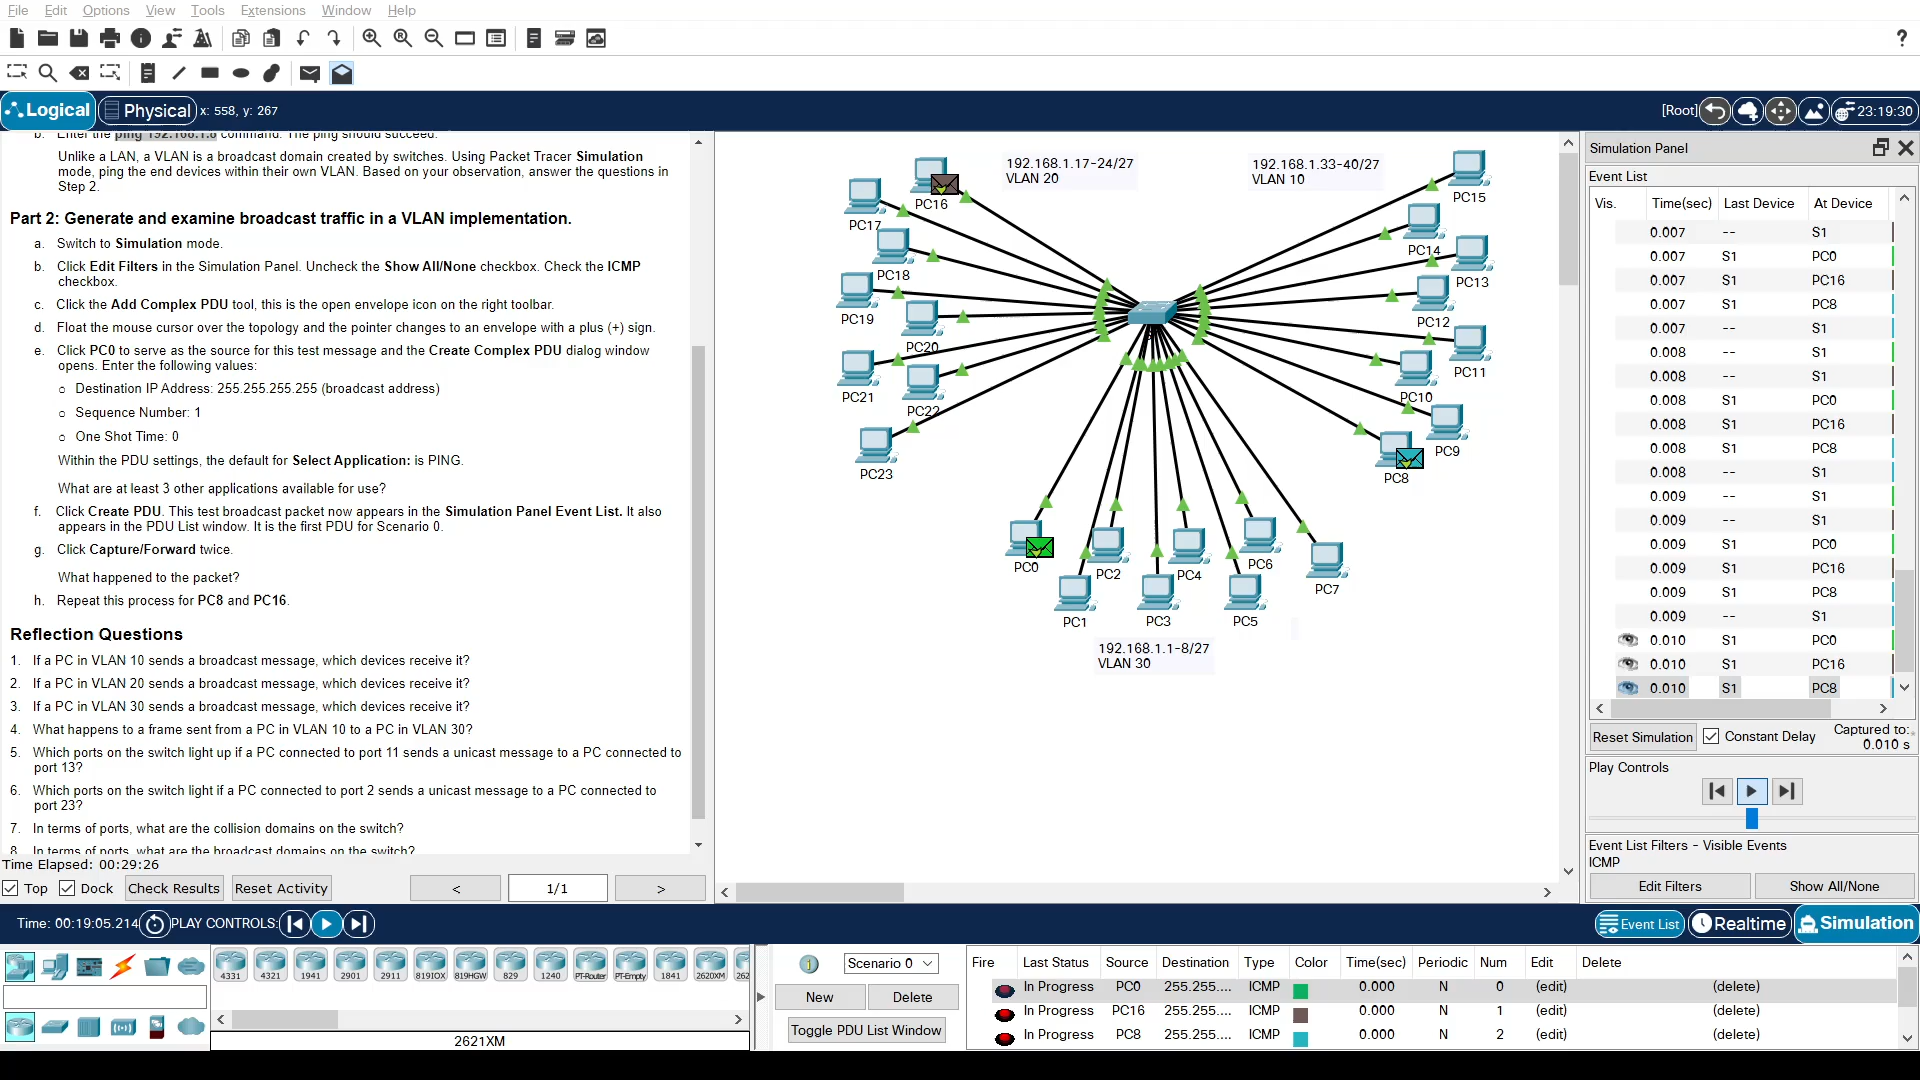 File Edit Options View Tools Extensions Window Help
?
Logical Physical x: 558, y: 267
[Root] 23:19:30
b. Enter the ping 192.168.1.8 command. The ping should succeed.
Unlike a LAN, a VLAN is a broadcast domain created by switches. Using Packet Tracer Simulation
mode, ping the end devices within their own VLAN. Based on your observation, answer the questions in
Step 2.
Part 2: Generate and examine broadcast traffic in a VLAN implementation.
a. Switch to Simulation mode.
b. Click Edit Filters in the Simulation Panel. Uncheck the Show All/None checkbox. Check the ICMP
checkbox.
c. Click the Add Complex PDU tool, this is the open envelope icon on the right toolbar.
d. Float the mouse cursor over the topology and the pointer changes to an envelope with a plus (+) sign.
e. Click PC0 to serve as the source for this test message and the Create Complex PDU dialog window
opens. Enter the following values:
o Destination IP Address: 255.255.255.255 (broadcast address)
o Sequence Number: 1
o One Shot Time: 0
Within the PDU settings, the default for Select Application: is PING.
What are at least 3 other applications available for use?
f. Click Create PDU. This test broadcast packet now appears in the Simulation Panel Event List. It also
appears in the PDU List window. It is the first PDU for Scenario 0.
g. Click Capture/Forward twice.
What happened to the packet?
h. Repeat this process for PC8 and PC16.
Reflection Questions
1. If a PC in VLAN 10 sends a broadcast message, which devices receive it?
2. If a PC in VLAN 20 sends a broadcast message, which devices receive it?
3. If a PC in VLAN 30 sends a broadcast message, which devices receive it?
4. What happens to a frame sent from a PC in VLAN 10 to a PC in VLAN 30?
5. Which ports on the switch light up if a PC connected to port 11 sends a unicast message to a PC connected to
port 13?
6. Which ports on the switch light if a PC connected to port 2 sends a unicast message to a PC connected to
port 23?
7. In terms of ports, what are the collision domains on the switch?
8. In terms of ports, what are the broadcast domains on the switch?
Time Elapsed: 00:29:26
Top Dock Check Results Reset Activity < 1/1 >
192.168.1.17-24/27
VLAN 20
192.168.1.33-40/27
VLAN 10
PC16
PC17
PC18
PC19
PC20
PC21
PC22
PC23
PC15
PC14
PC13
PC12
PC11
PC10
PC9
PC8
PC0
PC2
PC4
PC6
PC7
PC1
PC3
PC5
192.168.1.1-8/27
VLAN 30
Simulation Panel
Event List
Vis. Time(sec) Last Device At Device
0.007 -- S1
0.007 S1 PC0
0.007 S1 PC16
0.007 S1 PC8
0.007 -- S1
0.008 -- S1
0.008 -- S1
0.008 S1 PC0
0.008 S1 PC16
0.008 S1 PC8
0.008 -- S1
0.009 -- S1
0.009 -- S1
0.009 S1 PC0
0.009 S1 PC16
0.009 S1 PC8
0.009 -- S1
0.010 S1 PC0
0.010 S1 PC16
0.010 S1 PC8
Reset Simulation Constant Delay Captured to:
0.010 s
Play Controls
Event List Filters - Visible Events
ICMP
Edit Filters Show All/None
Time: 00:19:05.214 PLAY CONTROLS: Event List Realtime Simulation
4331 4321 1941 2901 2911 819IOX 819HGW 829 1240 PT-Router PT-Empty 1841 2620XM 262
2621XM
Scenario 0
New Delete
Toggle PDU List Window
Fire Last Status Source Destination Type Color Time(sec) Periodic Num Edit Delete
In Progress PC0 255.255.... ICMP 0.000 N 0 (edit) (delete)
In Progress PC16 255.255.... ICMP 0.000 N 1 (edit) (delete)
In Progress PC8 255.255.... ICMP 0.000 N 2 (edit) (delete)